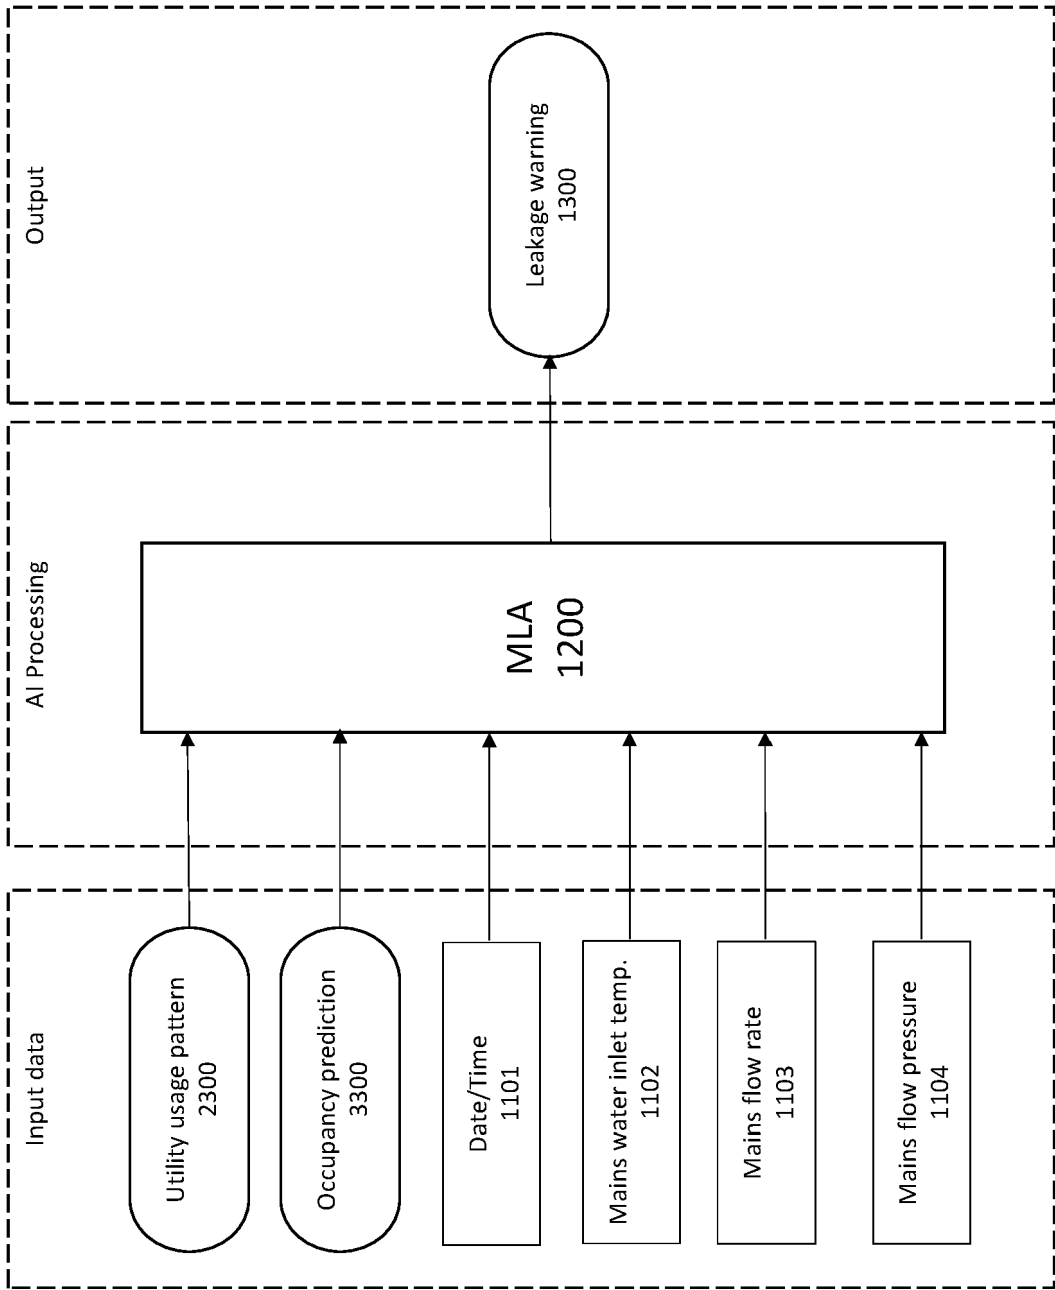 Input data
Utility usage pattern
2300
Occupancy prediction
3300
Date/Time
1101
Mains water inlet temp.
1102
Mains flow rate
1103
Mains flow pressure
1104
AI Processing
MLA
1200
Output
Leakage warning
1300